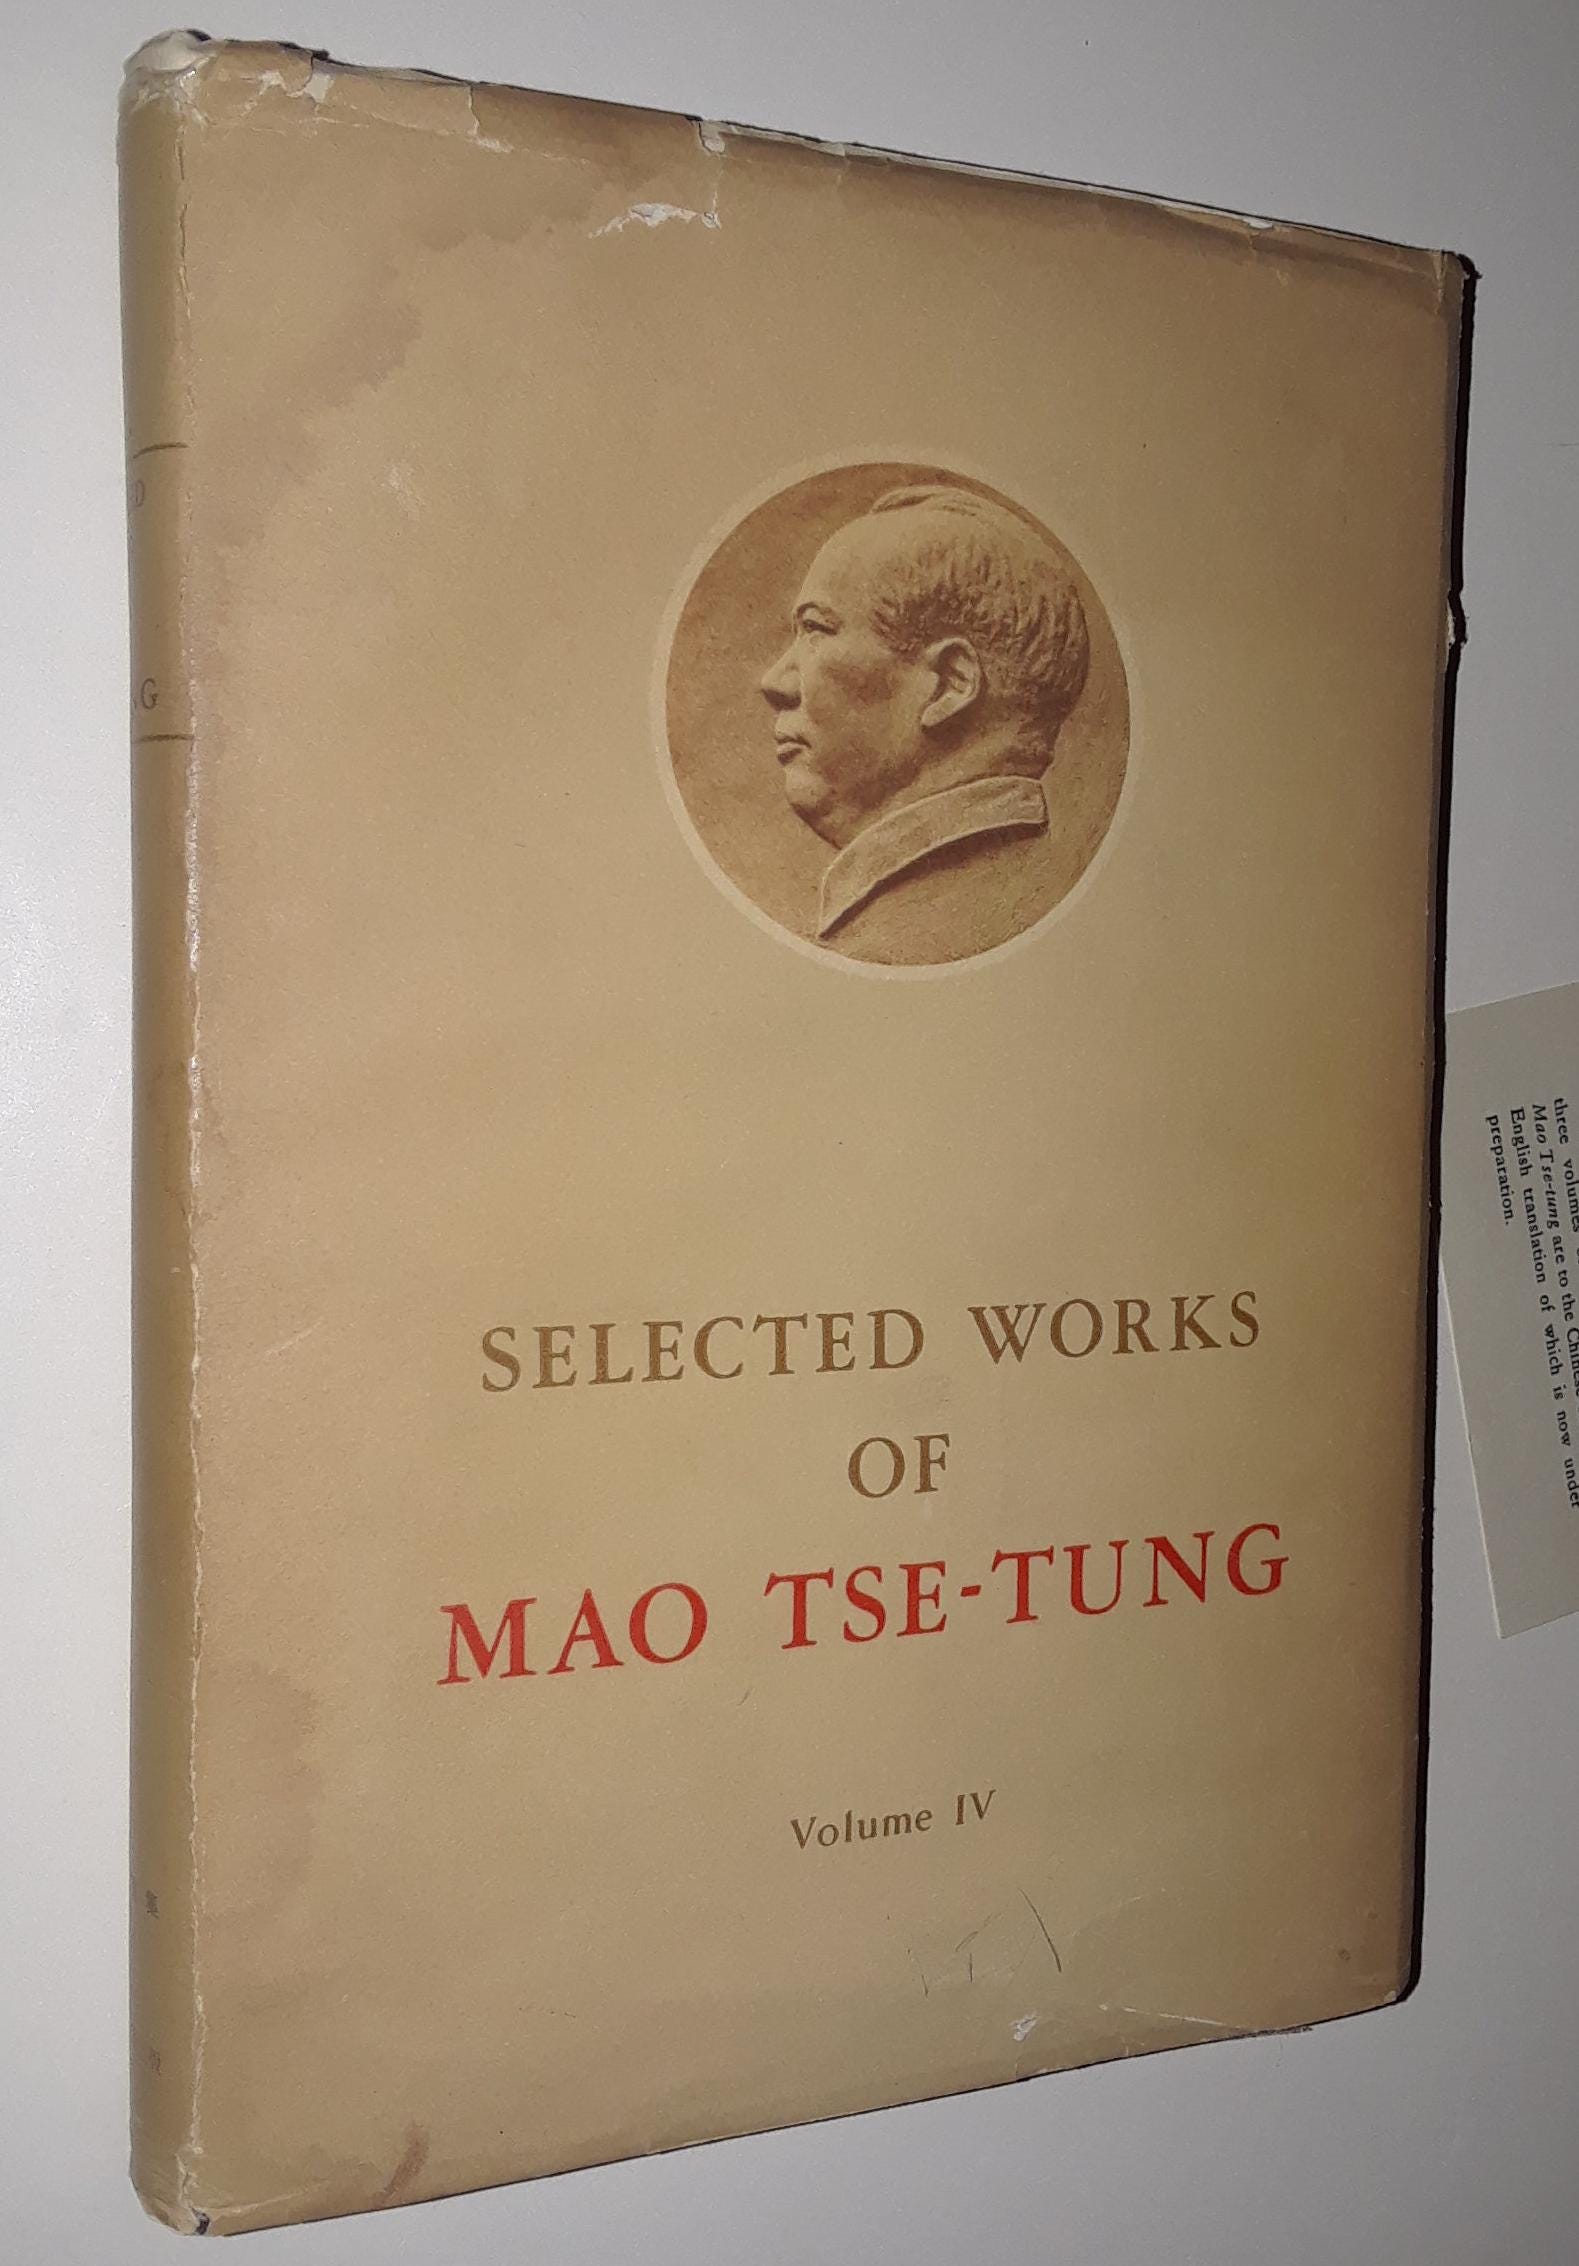 SELECTED WORKS
OF
MAO TSE-TUNG
Volume IV
D
G
three volumes
Mao Tse-tung are to the Chinese
English translation of which is now under
preparation.